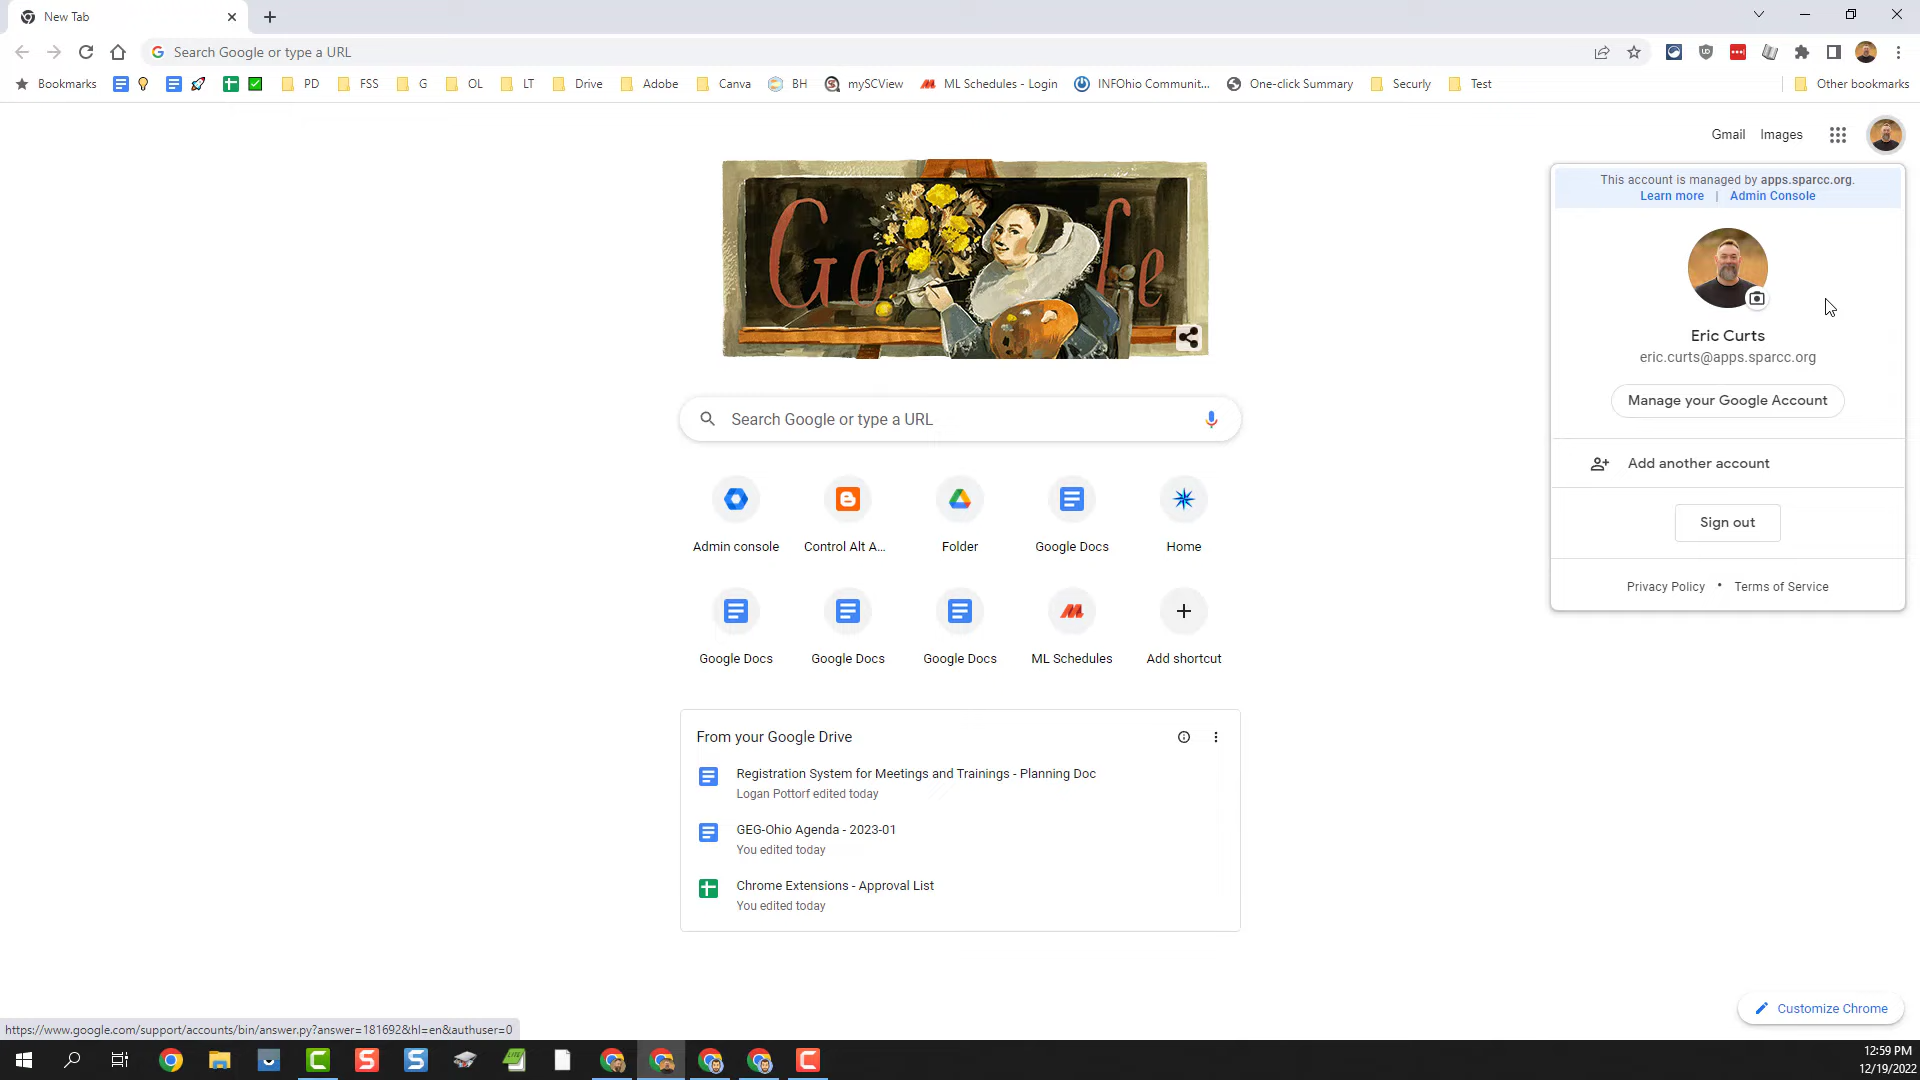 New Tab
Search Google or type a URL
Bookmarks PD FSS G OL LT Drive Adobe Canva BH mySCView ML Schedules - Login INFOhio Communit... One-click Summary Securly Test Other bookmarks
Gmail Images
This account is managed by apps.sparcc.org.
Learn more | Admin Console
Eric Curts
eric.curts@apps.sparcc.org
Manage your Google Account
Add another account
Sign out
Privacy Policy • Terms of Service
Search Google or type a URL
Admin console Control Alt A... Folder Google Docs Home
Google Docs Google Docs Google Docs ML Schedules Add shortcut
From your Google Drive
Registration System for Meetings and Trainings - Planning Doc
Logan Pottorf edited today
GEG-Ohio Agenda - 2023-01
You edited today
Chrome Extensions - Approval List
You edited today
Customize Chrome
https://www.google.com/support/accounts/bin/answer.py?answer=181692&hl=en&authuser=0
12:59 PM
12/19/2022